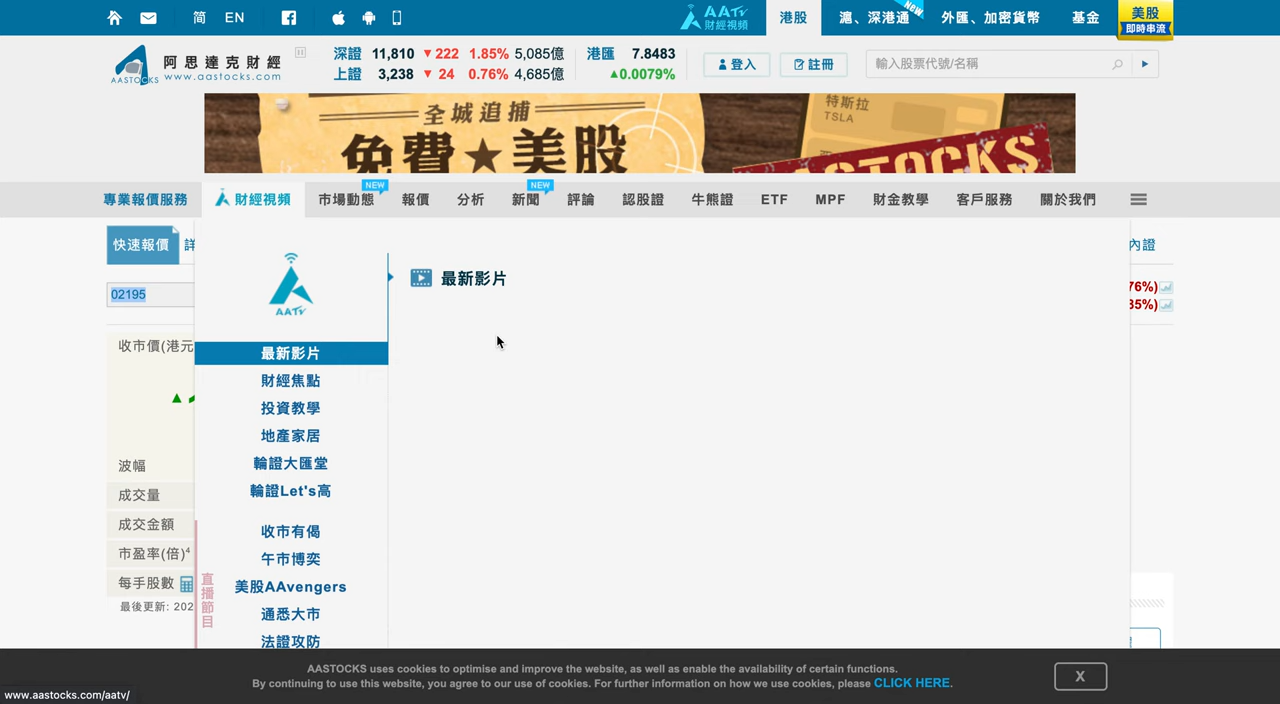 简 EN
AATV 財經視頻
港股
滬、深港通
New
外匯、加密貨幣
基金
美股
即時串流
AASTOCKS
阿思達克財經
www.aastocks.com
深證 11,810 ▼222 1.85% 5,085億
上證 3,238 ▼ 24 0.76% 4,685億
港匯 7.8483
▲0.0079%
登入
註冊
輸入股票代號/名稱
全城追捕
免費★美股
特斯拉
TSLA
ASTOCKS
專業報價服務
財經視頻
市場動態
NEW
報價
分析
新聞
NEW
評論
認股證
牛熊證
ETF
MPF
財金教學
客戶服務
關於我們
快速報價
詳
內證
02195
76%)
35%)
收市價(港元
▲
波幅
成交量
成交金額
市盈率(倍)4
每手股數
最後更新: 202
AATV
最新影片
最新影片
財經焦點
投資教學
地產家居
輪證大匯堂
輪證Let's高
直播節目
收市有偈
午市博奕
美股AAvengers
通悉大市
法證攻防
AASTOCKS uses cookies to optimise and improve the website, as well as enable the availability of certain functions.
By continuing to use this website, you agree to our use of cookies. For further information on how we use cookies, please CLICK HERE.
X
www.aastocks.com/aatv/